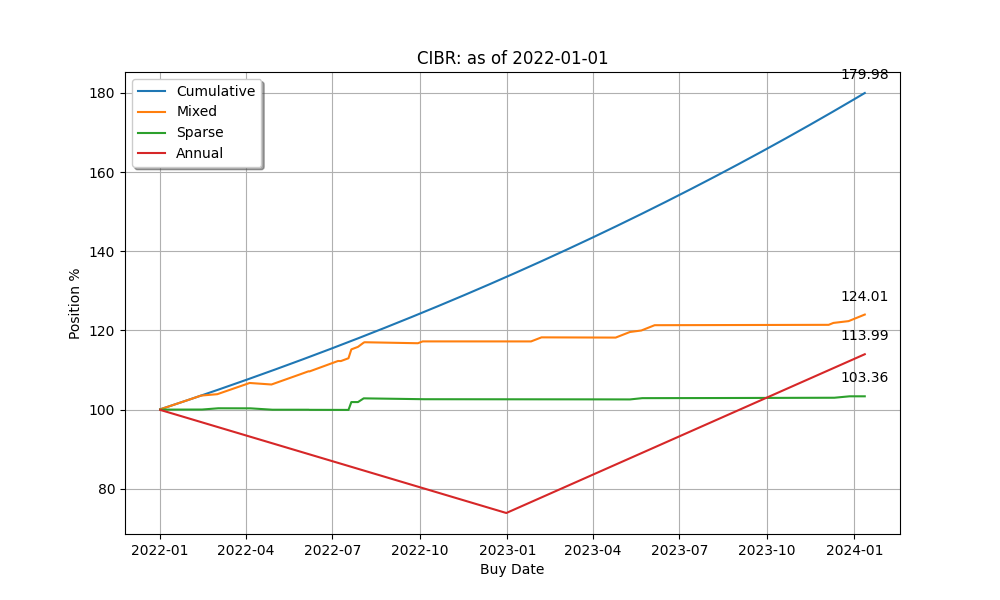 CIBR: as of 2022-01-01
179.98
180
Cumulative
Mixed
Sparse
Annual
160
140
124.01
120
113.99
103.36
100
80
Position %
2022-01 2022-04 2022-07 2022-10 2023-01 2023-04 2023-07 2023-10 2024-01
Buy Date